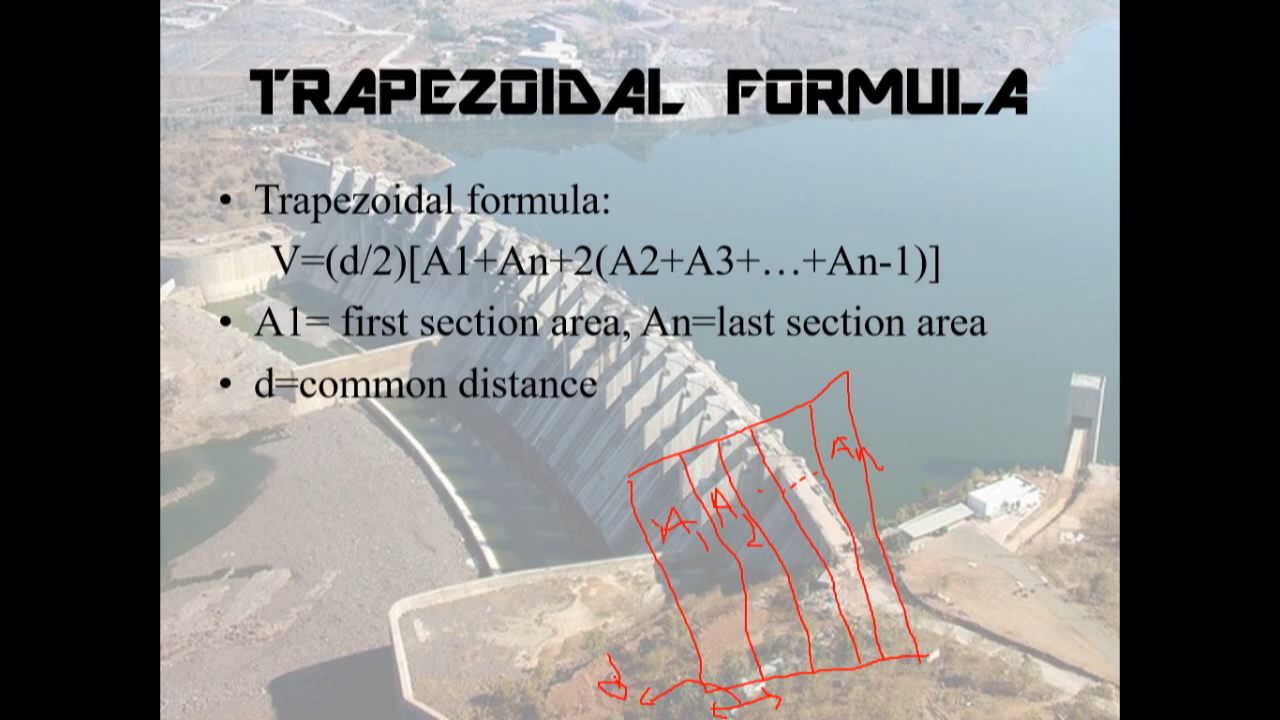 TRAPEZOIDAL FORMULA
• Trapezoidal formula:
V=(d/2)[A1+An+2(A2+A3+…+An-1)]
• A1= first section area, An=last section area
• d=common distance
An
A1
A2
d